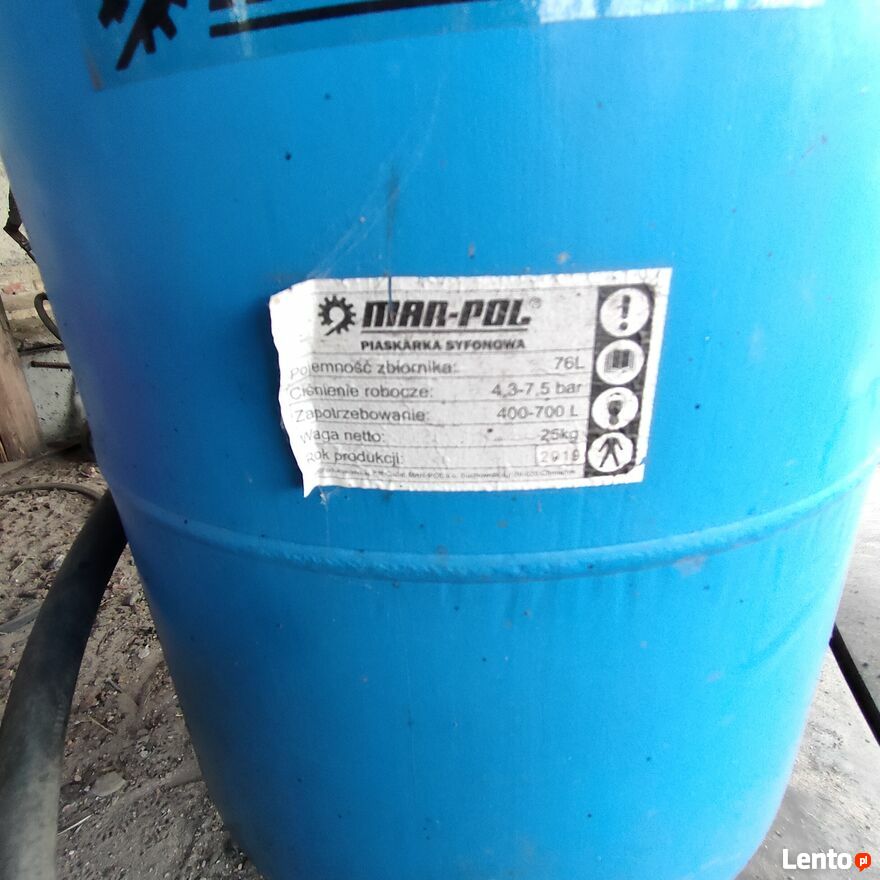 MAR-POL®
PIASKARKA SYFONOWA
Pojemność zbiornika: 76L
Ciśnienie robocze: 4,3-7,5 bar
Zapotrzebowanie: 400-700 L
Waga netto: 25kg
Rok produkcji: 2019
Lento.pl